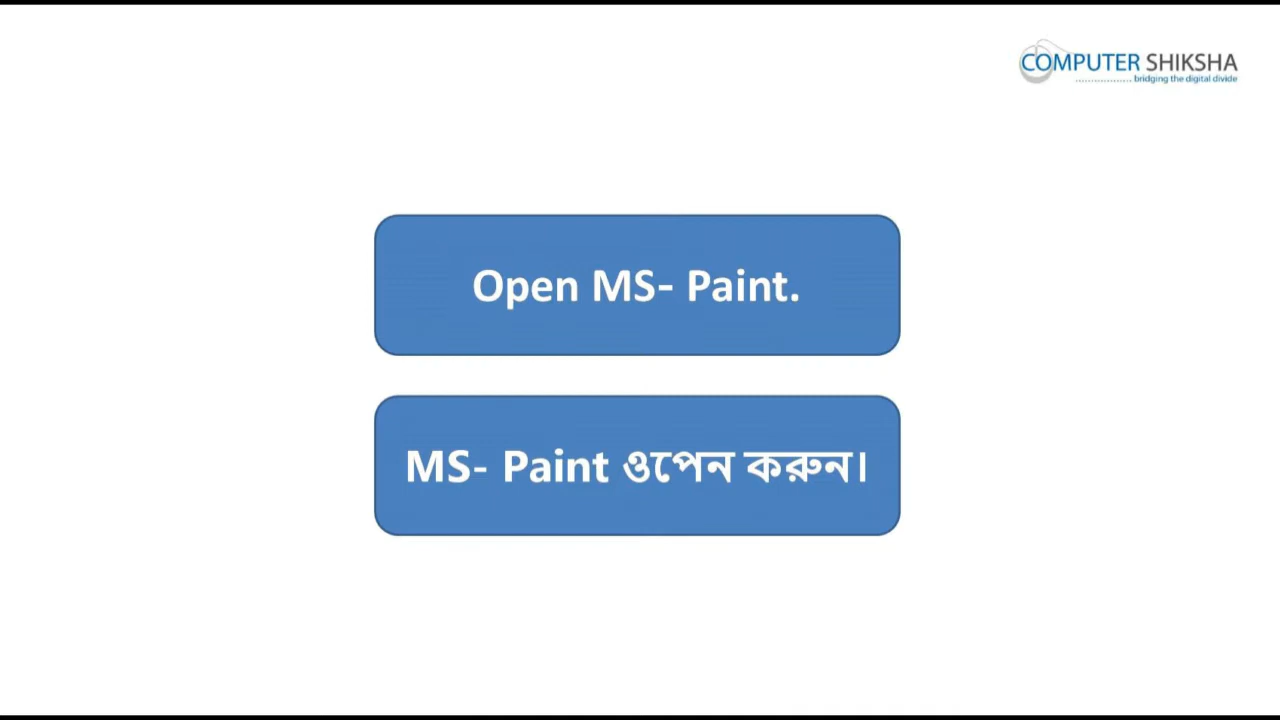 COMPUTER SHIKSHA
bridging the digital divide
Open MS- Paint.
MS- Paint ওপেন করুন।